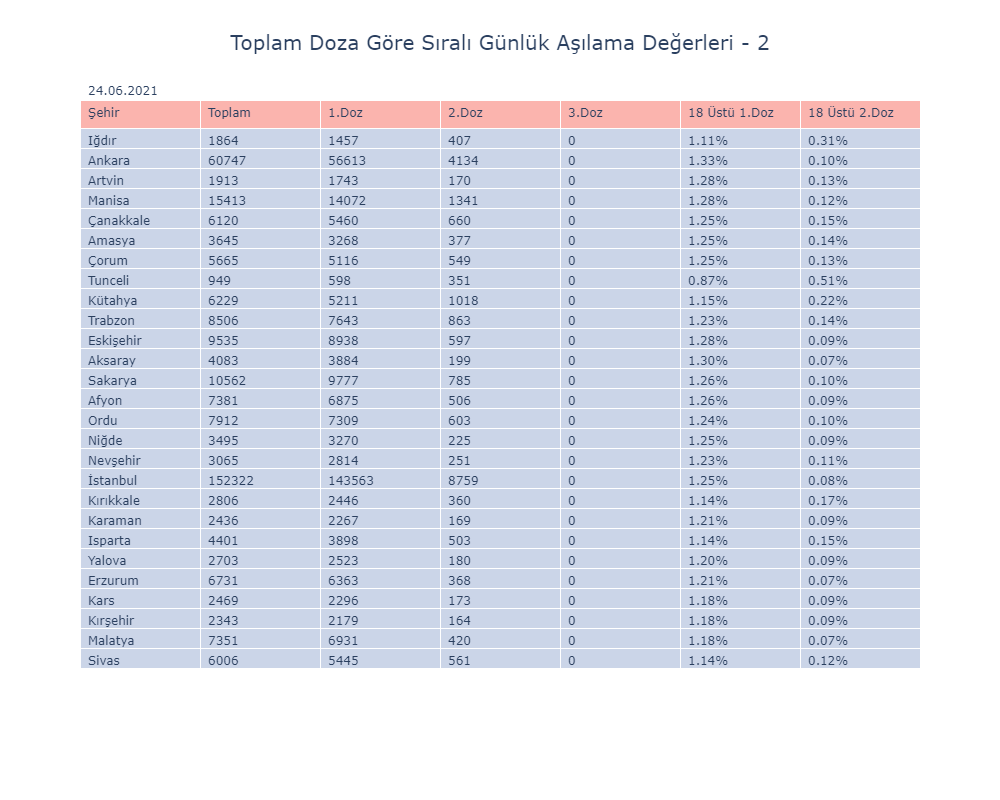 Toplam Doza Göre Sıralı Günlük Aşılama Değerleri - 2
24.06.2021
Şehir Toplam 1.Doz 2.Doz 3.Doz 18 Üstü 1.Doz 18 Üstü 2.Doz
Iğdır 1864 1457 407 0 1.11% 0.31%
Ankara 60747 56613 4134 0 1.33% 0.10%
Artvin 1913 1743 170 0 1.28% 0.13%
Manisa 15413 14072 1341 0 1.28% 0.12%
Çanakkale 6120 5460 660 0 1.25% 0.15%
Amasya 3645 3268 377 0 1.25% 0.14%
Çorum 5665 5116 549 0 1.25% 0.13%
Tunceli 949 598 351 0 0.87% 0.51%
Kütahya 6229 5211 1018 0 1.15% 0.22%
Trabzon 8506 7643 863 0 1.23% 0.14%
Eskişehir 9535 8938 597 0 1.28% 0.09%
Aksaray 4083 3884 199 0 1.30% 0.07%
Sakarya 10562 9777 785 0 1.26% 0.10%
Afyon 7381 6875 506 0 1.26% 0.09%
Ordu 7912 7309 603 0 1.24% 0.10%
Niğde 3495 3270 225 0 1.25% 0.09%
Nevşehir 3065 2814 251 0 1.23% 0.11%
İstanbul 152322 143563 8759 0 1.25% 0.08%
Kırıkkale 2806 2446 360 0 1.14% 0.17%
Karaman 2436 2267 169 0 1.21% 0.09%
Isparta 4401 3898 503 0 1.14% 0.15%
Yalova 2703 2523 180 0 1.20% 0.09%
Erzurum 6731 6363 368 0 1.21% 0.07%
Kars 2469 2296 173 0 1.18% 0.09%
Kırşehir 2343 2179 164 0 1.18% 0.09%
Malatya 7351 6931 420 0 1.18% 0.07%
Sivas 6006 5445 561 0 1.14% 0.12%